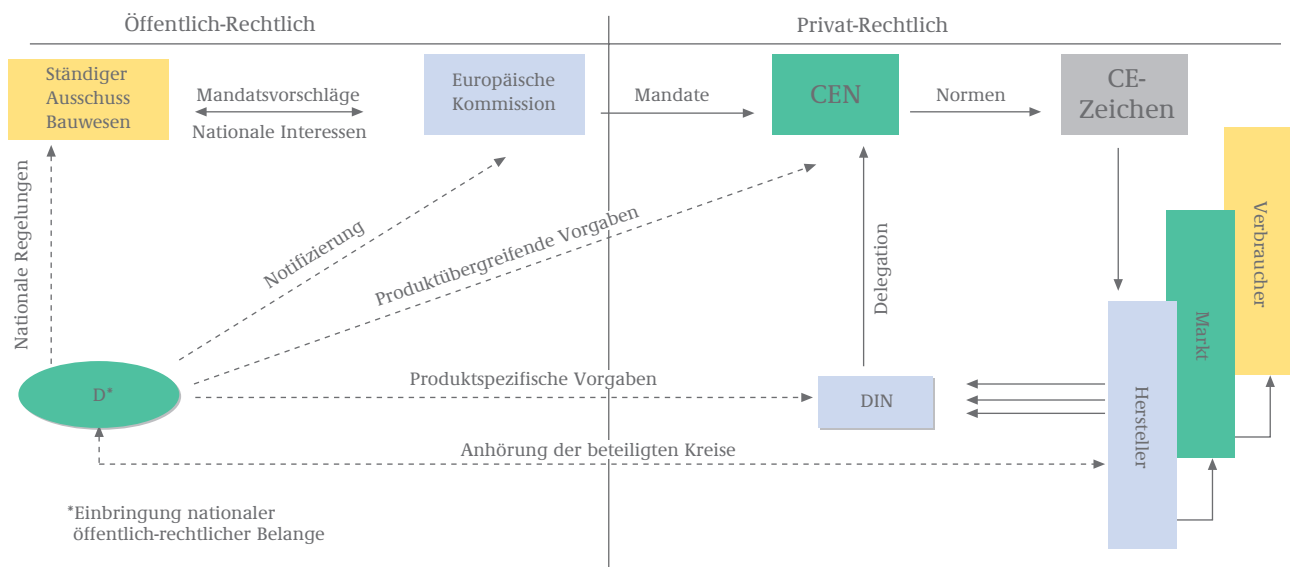 Öffentlich-Rechtlich
Privat-Rechtlich
Ständiger
Ausschuss
Bauwesen
Mandatsvorschläge
Nationale Interessen
Europäische
Kommission
Mandate
CEN
Normen
CE-
Zeichen
Nationale Regelungen
Notifizierung
Produktübergreifende Vorgaben
Delegation
Verbraucher
Markt
Hersteller
D*
Produktspezifische Vorgaben
DIN
Anhörung der beteiligten Kreise
*Einbringung nationaler
öffentlich-rechtlicher Belange